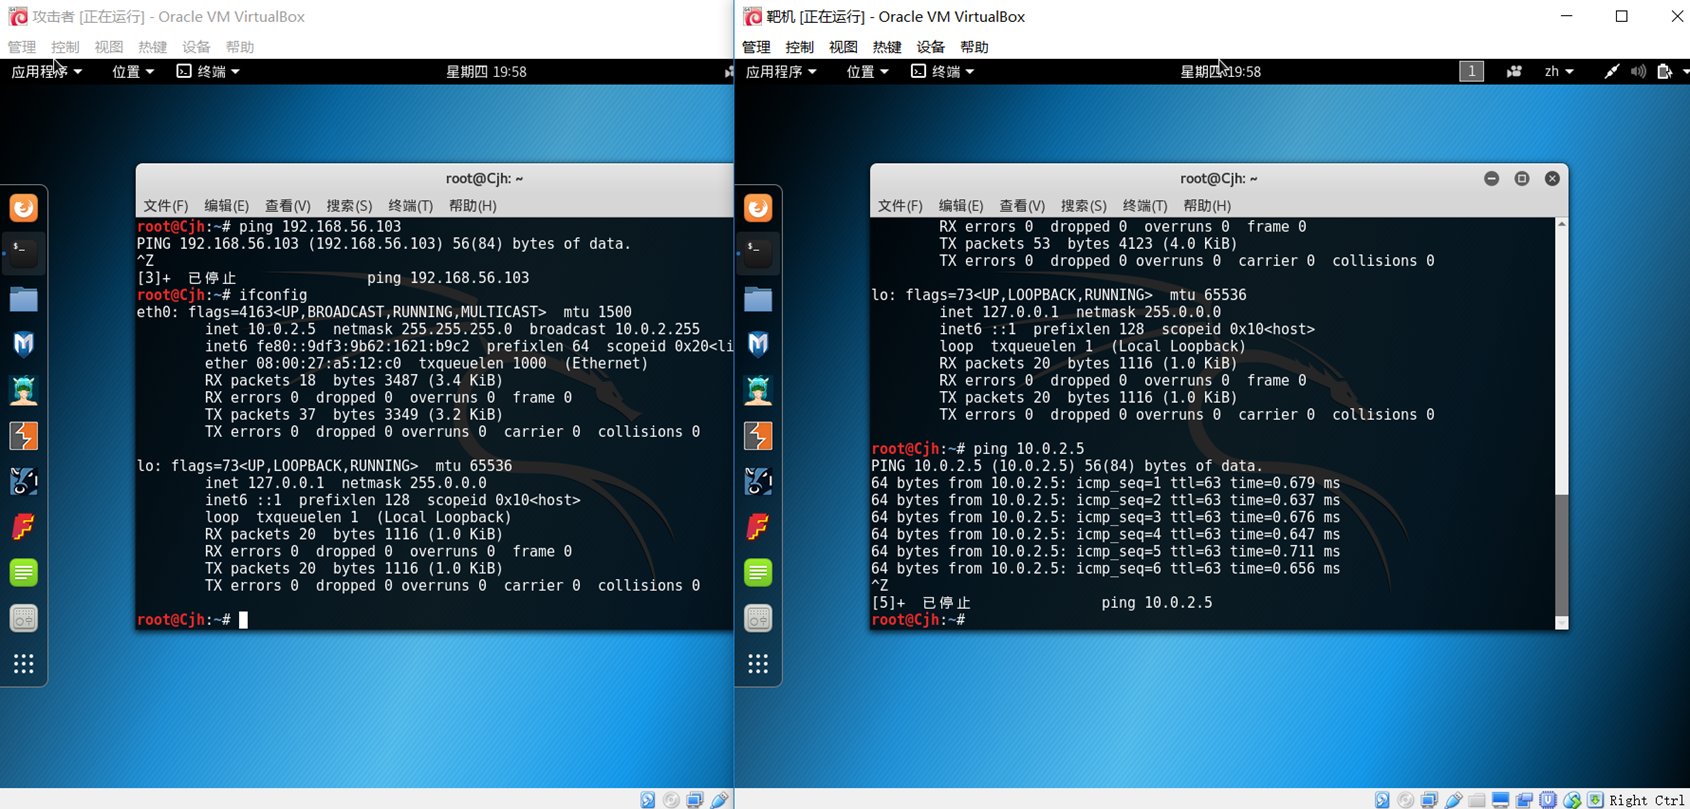 攻击者 [正在运行] - Oracle VM VirtualBox
管理 控制 视图 热键 设备 帮助
应用程序 位置 终端 星期四 19:58
root@Cjh: ~
文件(F) 编辑(E) 查看(V) 搜索(S) 终端(T) 帮助(H)
root@Cjh:~# ping 192.168.56.103
PING 192.168.56.103 (192.168.56.103) 56(84) bytes of data.
^Z
[3]+ 已停止 ping 192.168.56.103
root@Cjh:~# ifconfig
eth0: flags=4163<UP,BROADCAST,RUNNING,MULTICAST> mtu 1500
inet 10.0.2.5 netmask 255.255.255.0 broadcast 10.0.2.255
inet6 fe80::9df3:9b62:1621:b9c2 prefixlen 64 scopeid 0x20<li
ether 08:00:27:a5:12:c0 txqueuelen 1000 (Ethernet)
RX packets 18 bytes 3487 (3.4 KiB)
RX errors 0 dropped 0 overruns 0 frame 0
TX packets 37 bytes 3349 (3.2 KiB)
TX errors 0 dropped 0 overruns 0 carrier 0 collisions 0
lo: flags=73<UP,LOOPBACK,RUNNING> mtu 65536
inet 127.0.0.1 netmask 255.0.0.0
inet6 ::1 prefixlen 128 scopeid 0x10<host>
loop txqueuelen 1 (Local Loopback)
RX packets 20 bytes 1116 (1.0 KiB)
RX errors 0 dropped 0 overruns 0 frame 0
TX packets 20 bytes 1116 (1.0 KiB)
TX errors 0 dropped 0 overruns 0 carrier 0 collisions 0
root@Cjh:~#
靶机 [正在运行] - Oracle VM VirtualBox
管理 控制 视图 热键 设备 帮助
应用程序 位置 终端 星期四 19:58 1 zh
root@Cjh: ~
文件(F) 编辑(E) 查看(V) 搜索(S) 终端(T) 帮助(H)
RX errors 0 dropped 0 overruns 0 frame 0
TX packets 53 bytes 4123 (4.0 KiB)
TX errors 0 dropped 0 overruns 0 carrier 0 collisions 0
lo: flags=73<UP,LOOPBACK,RUNNING> mtu 65536
inet 127.0.0.1 netmask 255.0.0.0
inet6 ::1 prefixlen 128 scopeid 0x10<host>
loop txqueuelen 1 (Local Loopback)
RX packets 20 bytes 1116 (1.0 KiB)
RX errors 0 dropped 0 overruns 0 frame 0
TX packets 20 bytes 1116 (1.0 KiB)
TX errors 0 dropped 0 overruns 0 carrier 0 collisions 0
root@Cjh:~# ping 10.0.2.5
PING 10.0.2.5 (10.0.2.5) 56(84) bytes of data.
64 bytes from 10.0.2.5: icmp_seq=1 ttl=63 time=0.679 ms
64 bytes from 10.0.2.5: icmp_seq=2 ttl=63 time=0.637 ms
64 bytes from 10.0.2.5: icmp_seq=3 ttl=63 time=0.676 ms
64 bytes from 10.0.2.5: icmp_seq=4 ttl=63 time=0.647 ms
64 bytes from 10.0.2.5: icmp_seq=5 ttl=63 time=0.711 ms
64 bytes from 10.0.2.5: icmp_seq=6 ttl=63 time=0.656 ms
^Z
[5]+ 已停止 ping 10.0.2.5
root@Cjh:~#
Right Ctrl